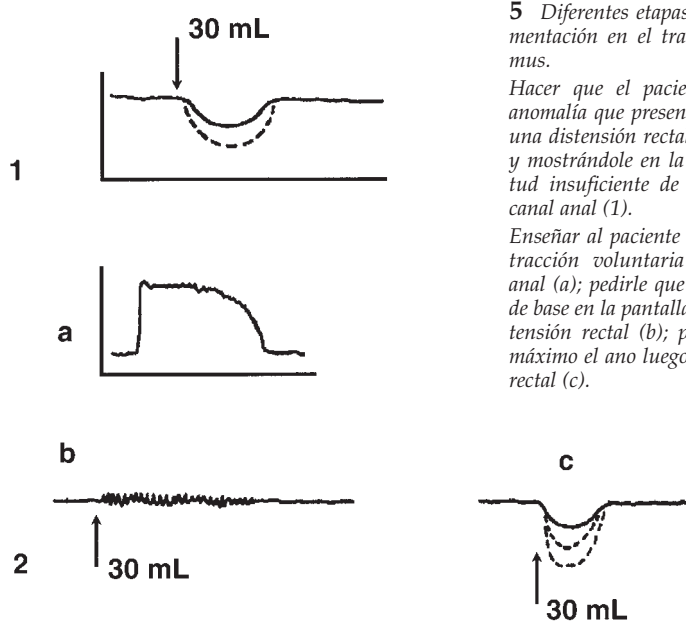 30 mL
1
a
b
c
2
30 mL
30 mL
5 Diferentes etapas
mentación en el tra
mus.
Hacer que el pacie
anomalía que presen
una distensión rectal
y mostrándole en la
tud insuficiente de
canal anal (1).
Enseñar al paciente
tracción voluntaria
anal (a); pedirle que
de base en la pantalla
tensión rectal (b); p
máximo el ano luego
rectal (c).